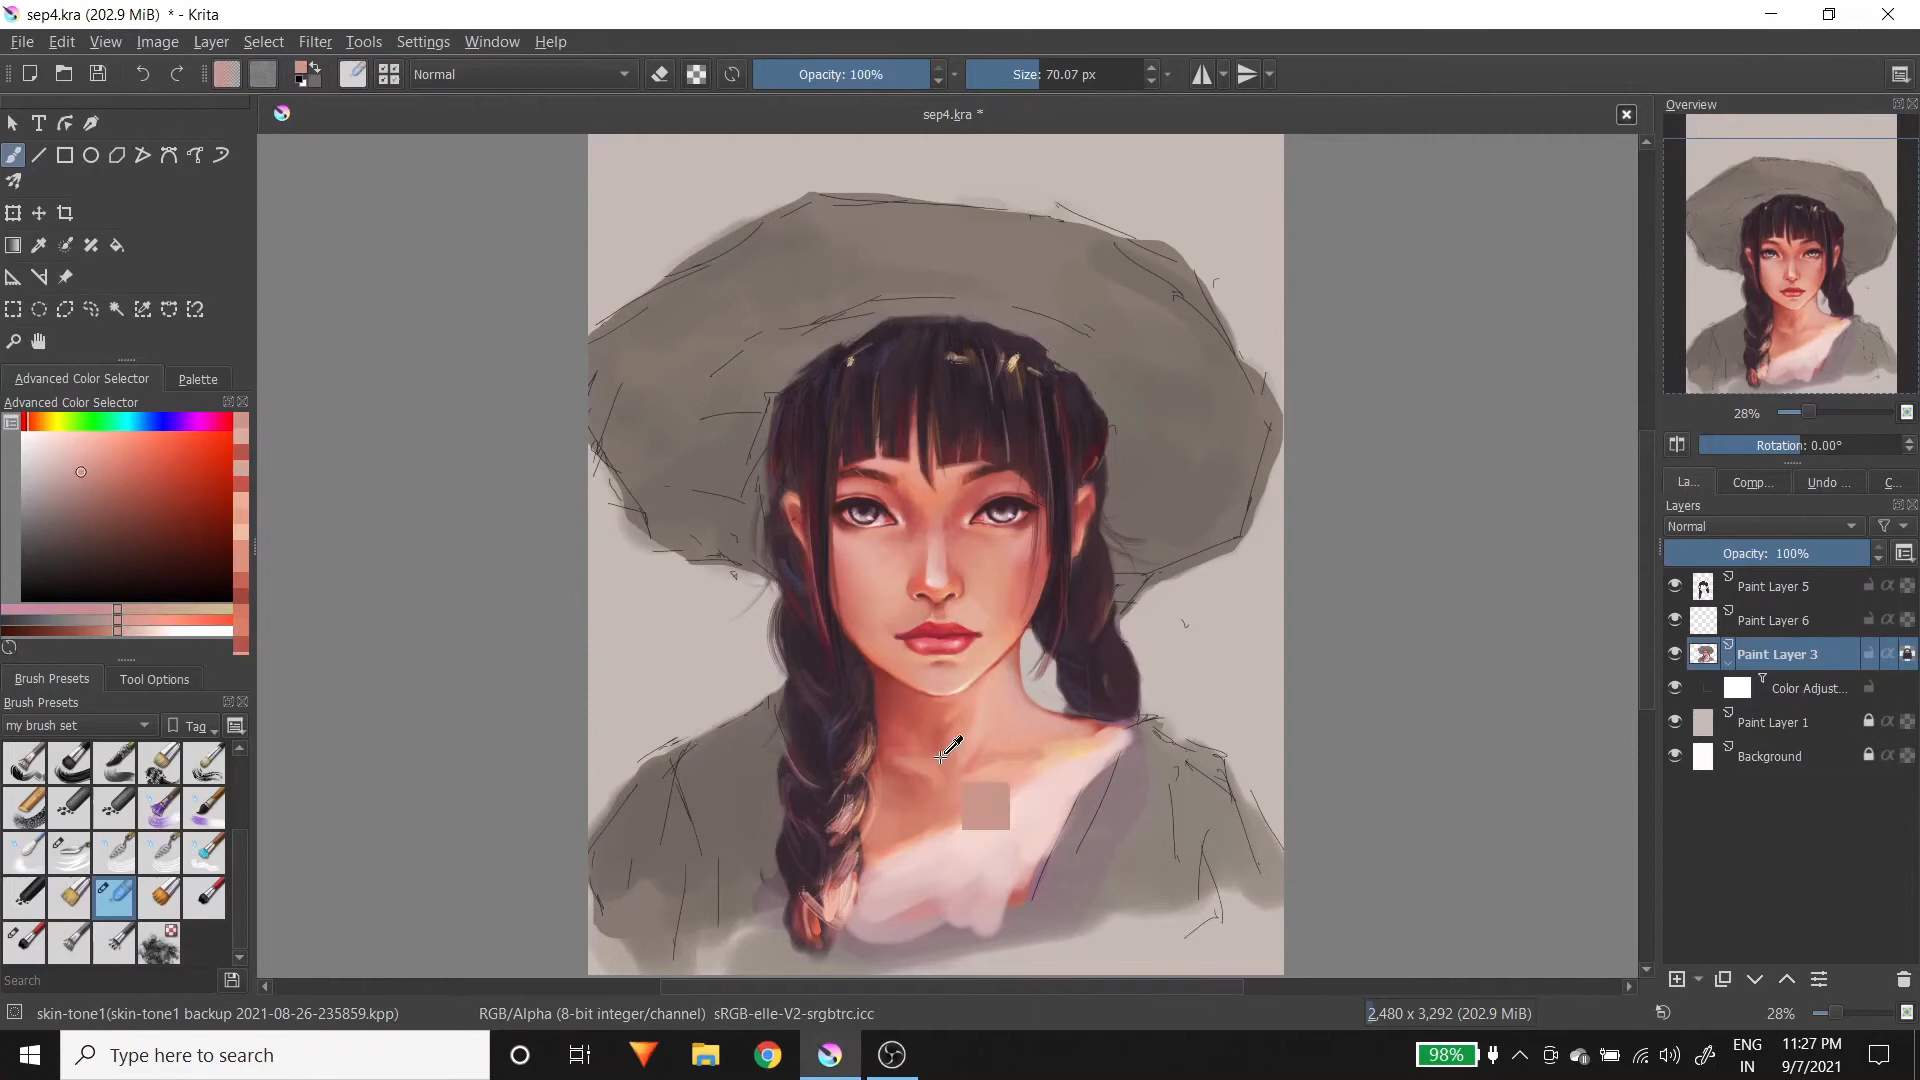 sep4.kra (202.9 MiB)  * - Krita
File Edit View Image Layer Select Filter Tools Settings Window Help
Normal
Opacity: 100%
Size: 70.07 px
sep4.kra *
Overview
28%
Rotation: 0.00°
La... Comp... Undo ... C...
Layers
Normal
Opacity: 100%
Paint Layer 5
Paint Layer 6
Paint Layer 3
Color Adjust...
Paint Layer 1
Background
Advanced Color Selector Palette
Advanced Color Selector
Brush Presets Tool Options
Brush Presets
my brush set
Tag
Search
skin-tone1(skin-tone1 backup 2021-08-26-235859.kpp)
RGB/Alpha (8-bit integer/channel)  sRGB-elle-V2-srgbtrc.icc
2,480 x 3,292 (202.9 MiB)
28%
Type here to search
98%
ENG
IN
11:27 PM
9/7/2021